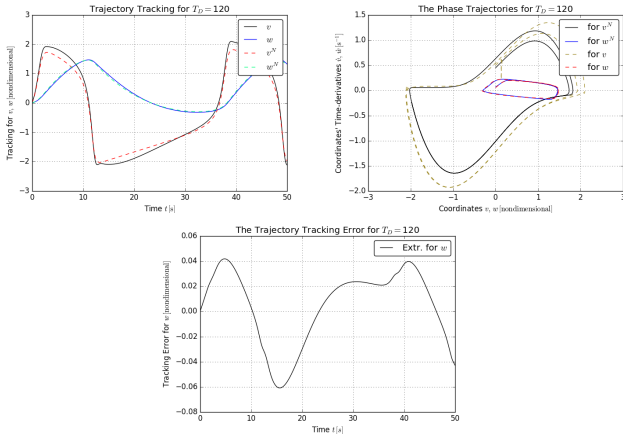 Trajectory Tracking for T_D = 120
Tracking for v, w [nondimensional]
3
2
1
0
−1
−2
−3
0
10
20
30
40
50
Time t[s]
v
w
v^N
w^N
The Phase Trajectories for T_D = 120
Coordinates' Time-derivatives v̇, ẇ [s⁻¹]
1.5
1.0
0.5
0.0
−0.5
−1.0
−1.5
−2.0
−3
−2
−1
0
1
2
3
Coordinates v, w [nondimensional]
for v^N
for w^N
for v
for w
The Trajectory Tracking Error for T_D = 120
Tracking Error for w [nondimensional]
0.06
0.04
0.02
0.00
−0.02
−0.04
−0.06
−0.08
0
10
20
30
40
50
Time t[s]
Extr. for w